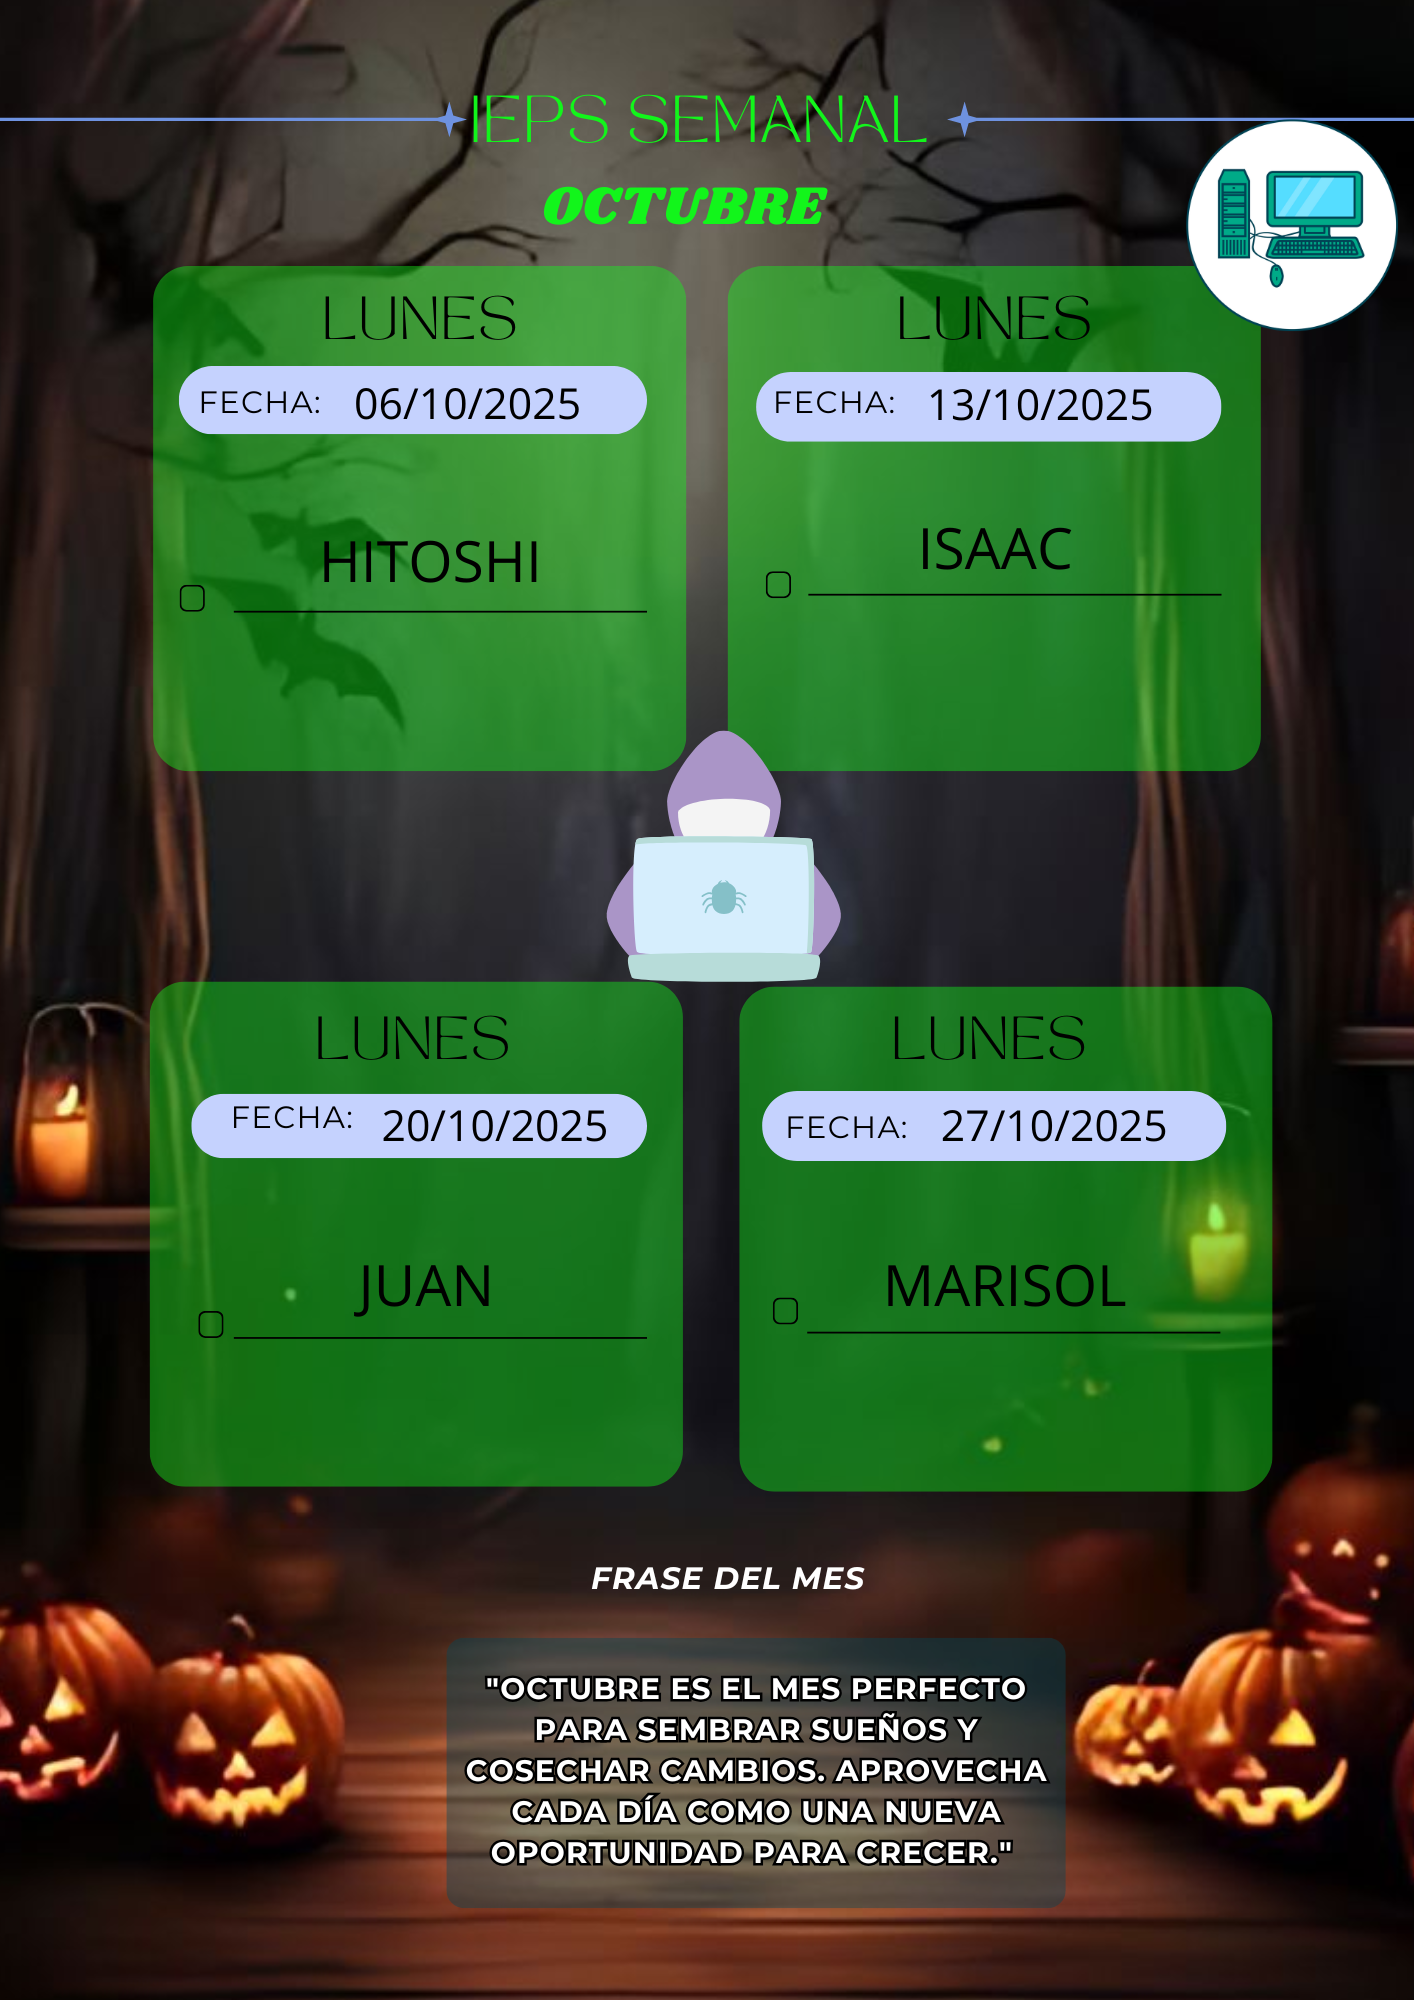 IEPS SEMANAL
OCTUBRE
LUNES
FECHA: 06/10/2025
HITOSHI
LUNES
FECHA: 13/10/2025
ISAAC
LUNES
FECHA: 20/10/2025
JUAN
LUNES
FECHA: 27/10/2025
MARISOL
FRASE DEL MES
"OCTUBRE ES EL MES PERFECTO
PARA SEMBRAR SUEÑOS Y
COSECHAR CAMBIOS. APROVECHA
CADA DÍA COMO UNA NUEVA
OPORTUNIDAD PARA CRECER."